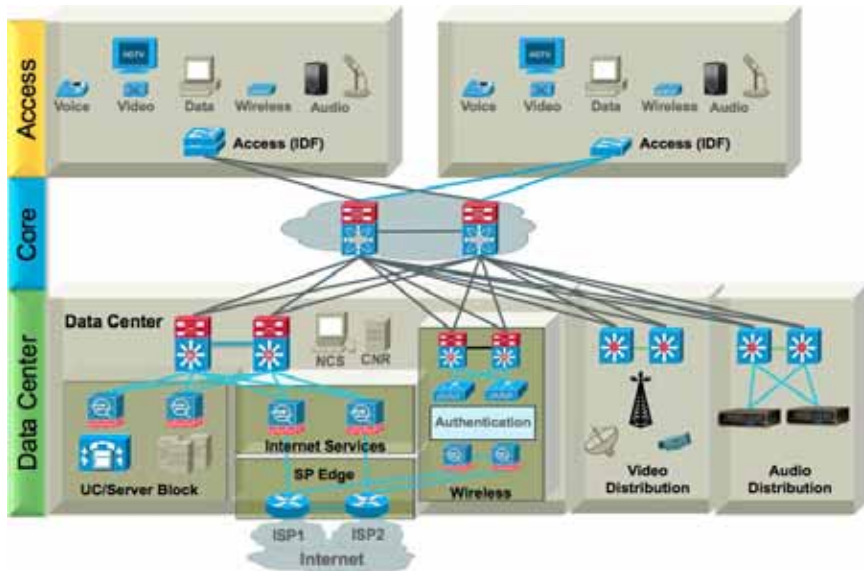 Access
HDTV
Voice
Video
Data
Wireless
Audio
Access (IDF)
HDTV
Voice
Video
Data
Wireless
Audio
Access (IDF)
Core
Data Center
Data Center
NCS
CNR
UC/Server Block
Internet Services
SP Edge
ISP1
ISP2
Internet
Authentication
Wireless
Video
Distribution
Audio
Distribution